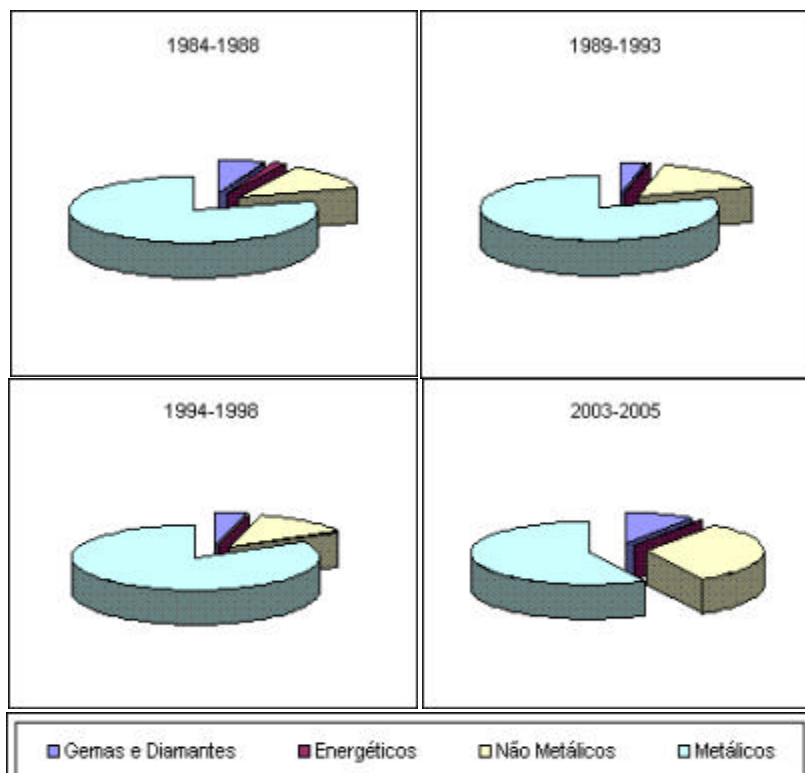 1984-1988
1989-1993
1994-1998
2003-2005
Gemas e Diamantes
Energéticos
Não Metálicos
Metálicos